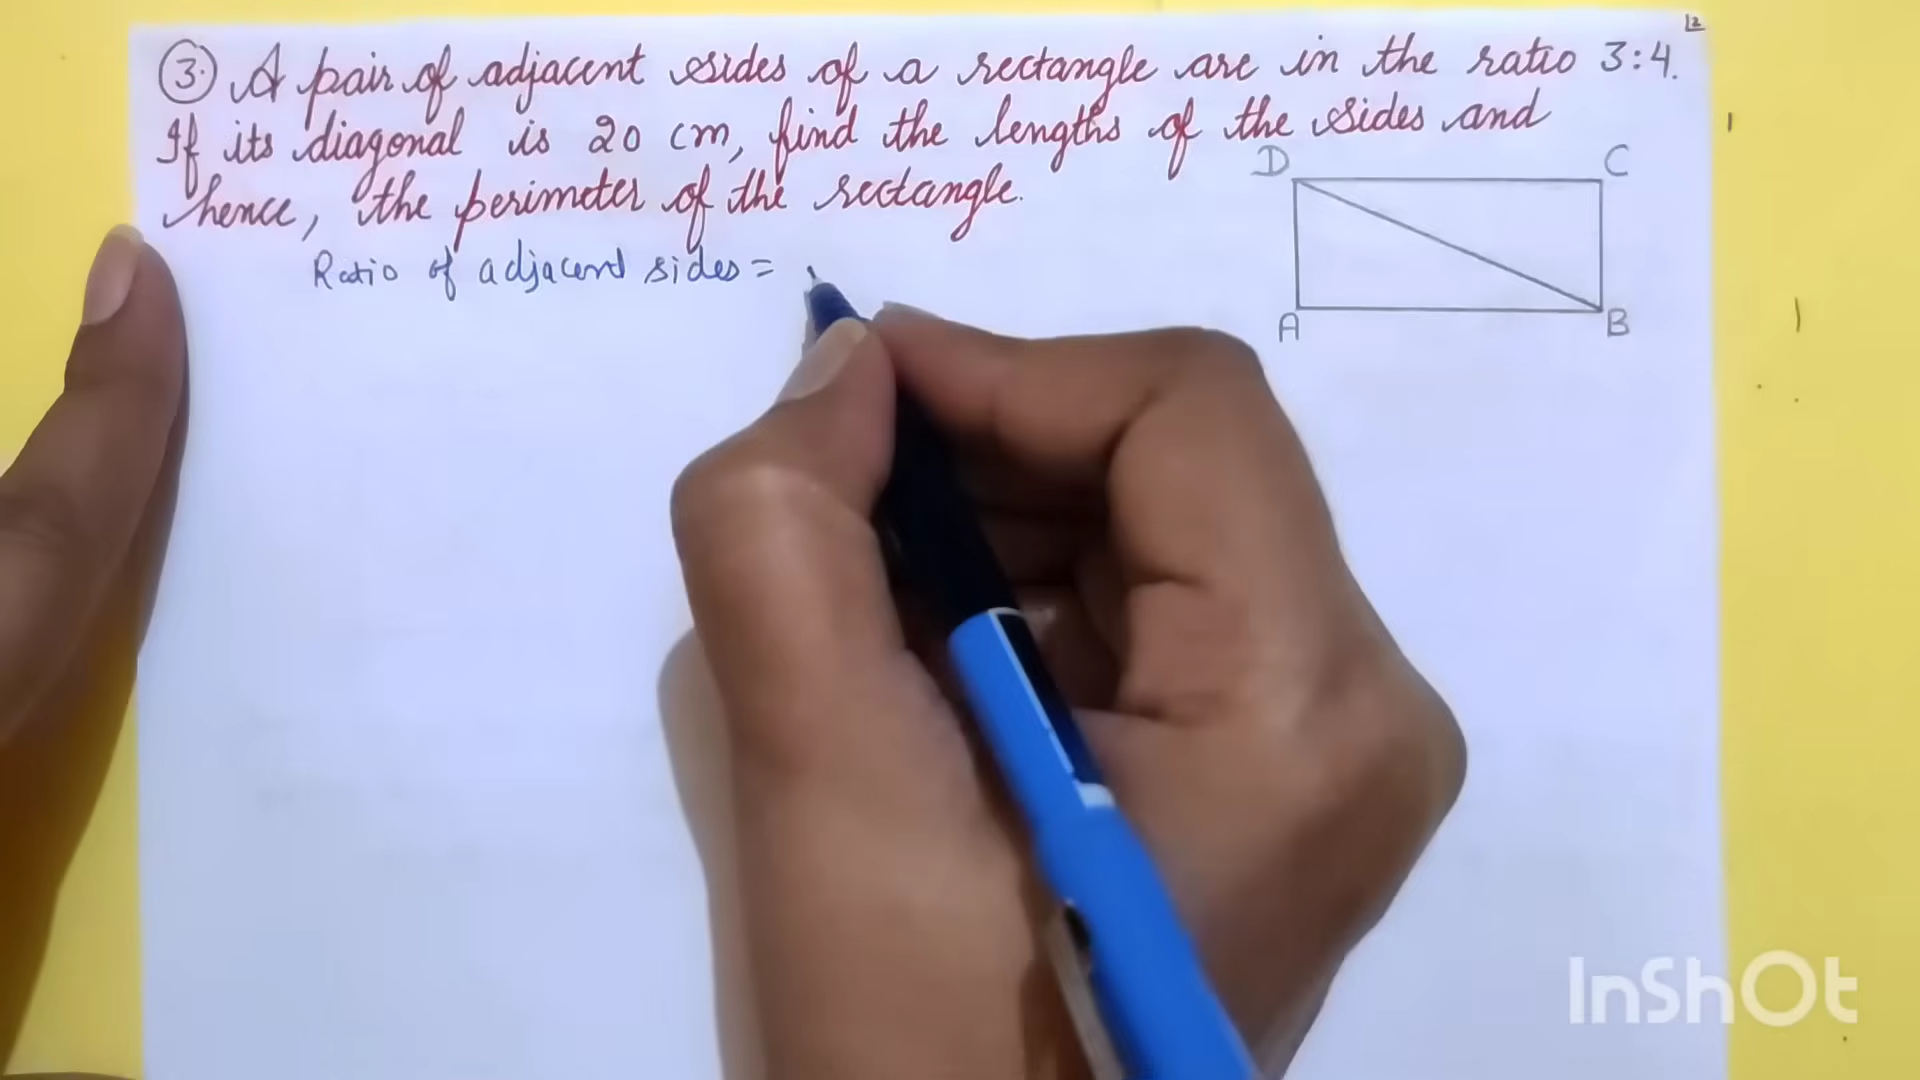 12
③ A pair of adjacent sides of a rectangle are in the ratio 3:4.
If its diagonal is 20 cm, find the lengths of the sides and
hence, the perimeter of the rectangle.
D C
Ratio of adjacent sides =
A B
InShOt